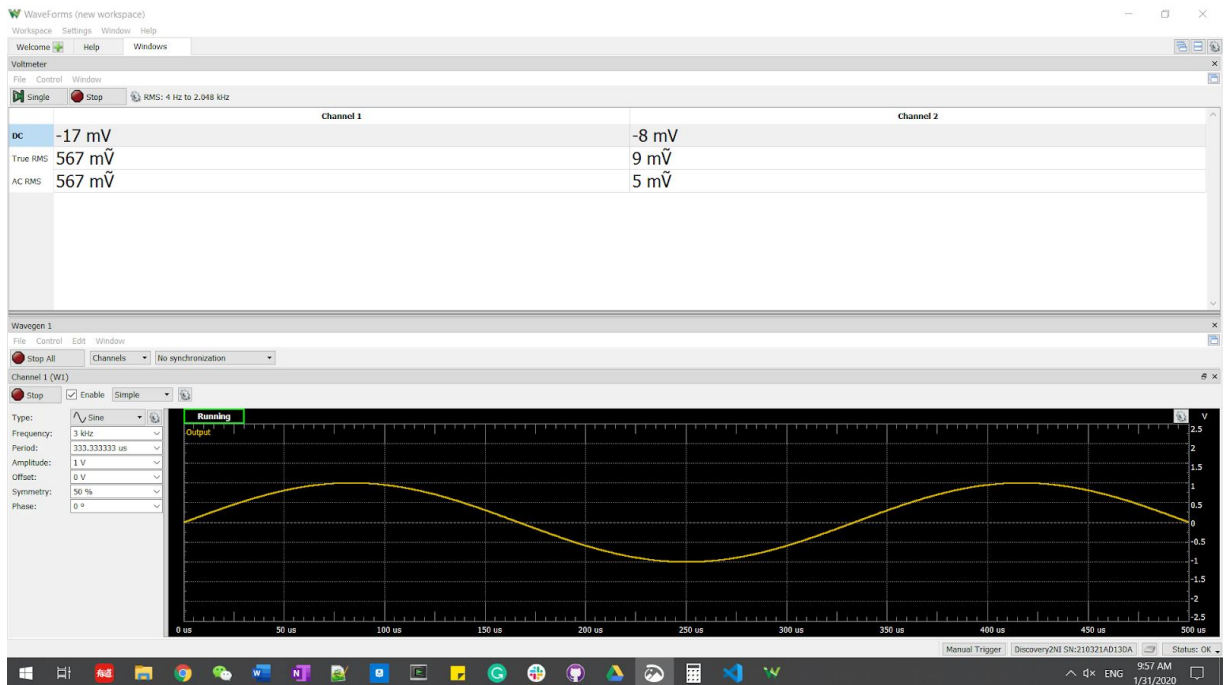 WaveForms (new workspace)
Workspace Settings Window Help
Welcome Help Windows
Voltmeter
File Control Window
Single Stop RMS: 4 Hz to 2.048 kHz
Channel 1 Channel 2
DC -17 mV -8 mV
True RMS 567 mṼ 9 mṼ
AC RMS 567 mṼ 5 mṼ
Wavegen 1
File Control Edit Window
Stop All Channels No synchronization
Channel 1 (W1)
Stop Enable Simple
Type: Sine
Frequency: 3 kHz
Period: 333.333333 us
Amplitude: 1 V
Offset: 0 V
Symmetry: 50 %
Phase: 0 º
Running V
Output
2.5
2
1.5
1
0.5
0
-0.5
-1
-1.5
-2
-2.5
0 us 50 us 100 us 150 us 200 us 250 us 300 us 350 us 400 us 450 us 500 us
Manual Trigger Discovery2NI SN:210321AD13DA Status: OK
有道 ENG 9:57 AM
1/31/2020